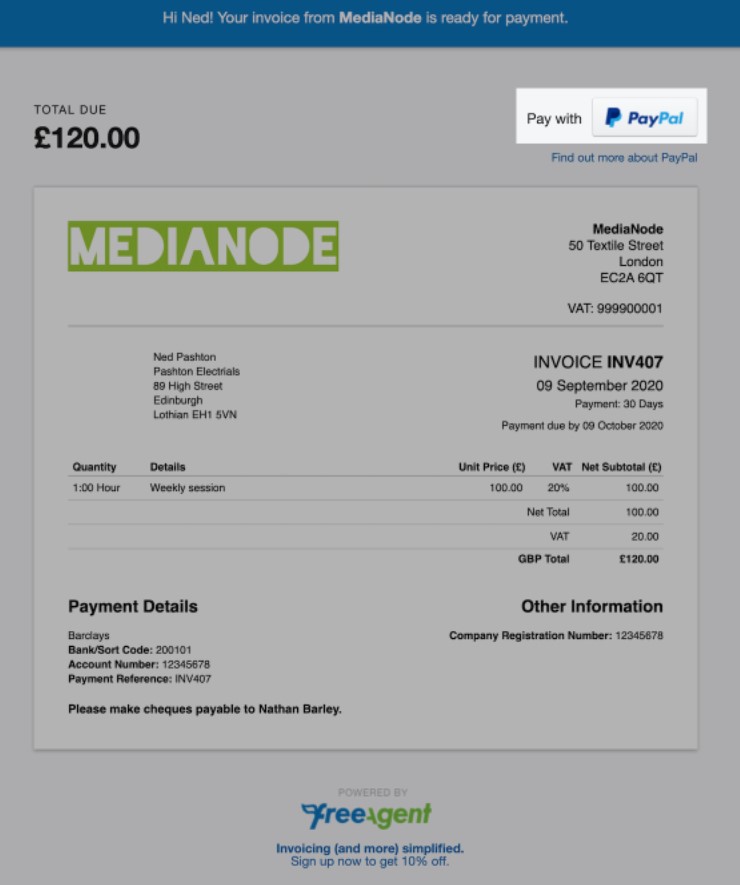 Hi Ned! Your invoice from MediaNode is ready for payment.
TOTAL DUE
£120.00
Pay with PayPal
Find out more about PayPal
MEDIANODE
MediaNode
50 Textile Street
London
EC2A 6QT
VAT: 999900001
Ned Pashton
Pashton Electrials
89 High Street
Edinburgh
Lothian EH1 5VN
INVOICE INV407
09 September 2020
Payment: 30 Days
Payment due by 09 October 2020
Quantity Details Unit Price (£) VAT Net Subtotal (£)
1:00 Hour Weekly session 100.00 20% 100.00
Net Total 100.00
VAT 20.00
GBP Total £120.00
Payment Details
Barclays
Bank/Sort Code: 200101
Account Number: 12345678
Payment Reference: INV407
Please make cheques payable to Nathan Barley.
Other Information
Company Registration Number: 12345678
POWERED BY
freeagent
Invoicing (and more) simplified.
Sign up now to get 10% off.